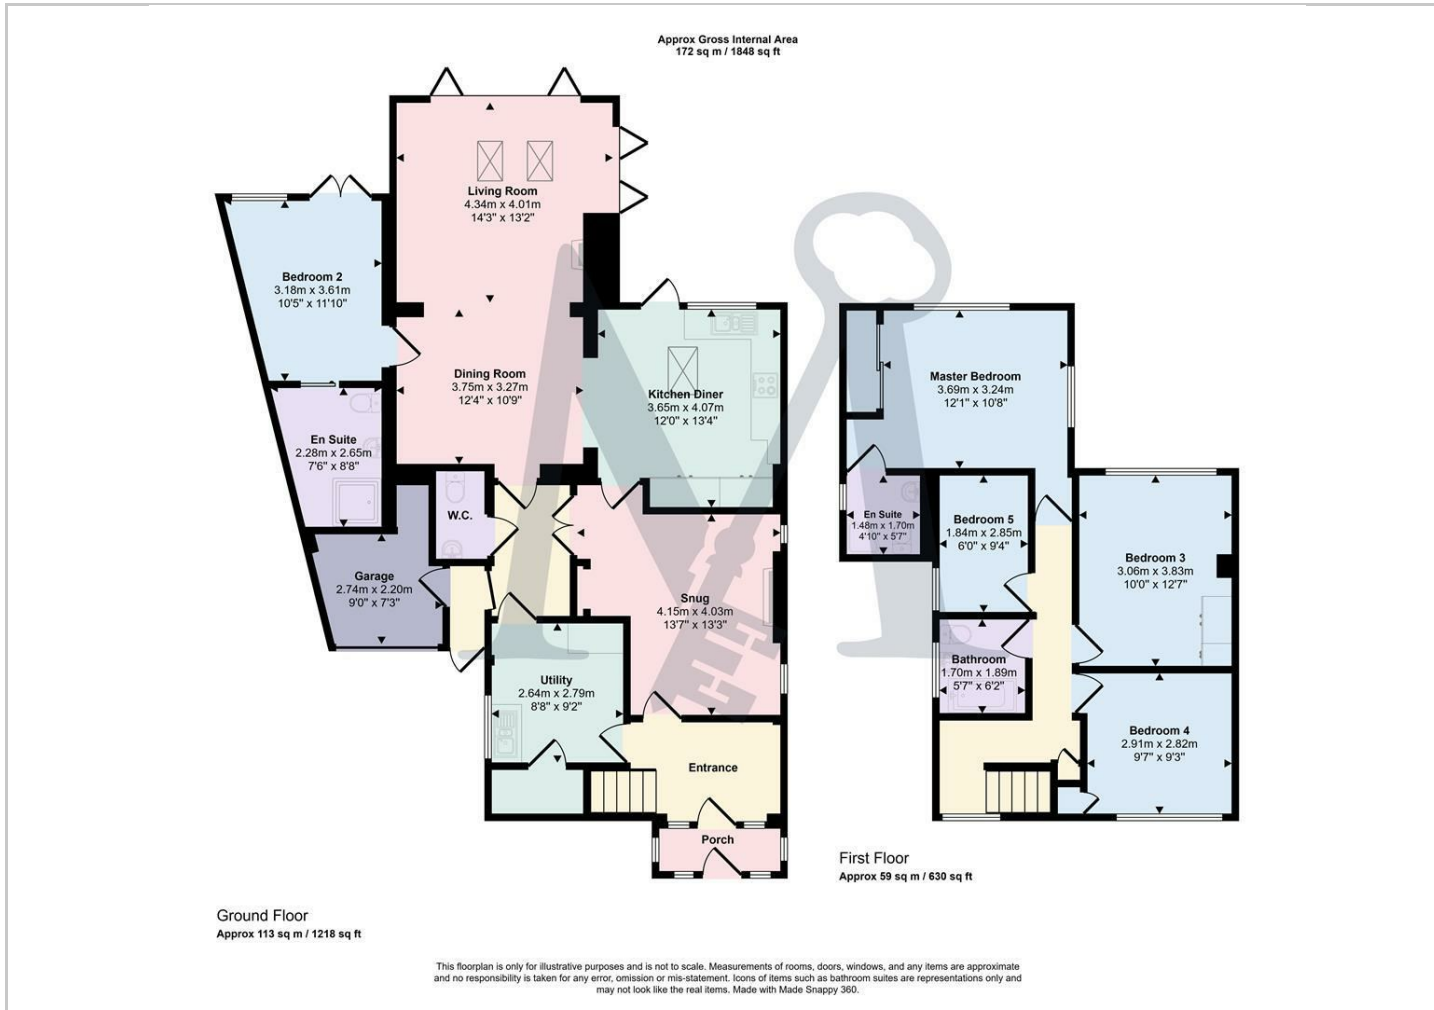 Approx Gross Internal Area
172 sq m / 1848 sq ft
Living Room
4.34m x 4.01m
14'3" x 13'2"
Bedroom 2
3.18m x 3.61m
10'5" x 11'10"
Dining Room
3.75m x 3.27m
12'4" x 10'9"
Kitchen Diner
3.65m x 4.07m
12'0" x 13'4"
En Suite
2.28m x 2.65m
7'6" x 8'8"
W.C.
Garage
2.74m x 2.20m
9'0" x 7'3"
Snug
4.15m x 4.03m
13'7" x 13'3"
Utility
2.64m x 2.79m
8'8" x 9'2"
Entrance
Porch
Ground Floor
Approx 113 sq m / 1218 sq ft
Master Bedroom
3.69m x 3.24m
12'1" x 10'8"
En Suite
1.48m x 1.70m
4'10" x 5'7"
Bedroom 5
1.84m x 2.85m
6'0" x 9'4"
Bedroom 3
3.06m x 3.83m
10'0" x 12'7"
Bathroom
1.70m x 1.89m
5'7" x 6'2"
Bedroom 4
2.91m x 2.82m
9'7" x 9'3"
First Floor
Approx 59 sq m / 630 sq ft
This floorplan is only for illustrative purposes and is not to scale. Measurements of rooms, doors, windows, and any items are approximate
and no responsibility is taken for any error, omission or mis-statement. Icons of items such as bathroom suites are representations only and
may not look like the real items. Made with Made Snappy 360.